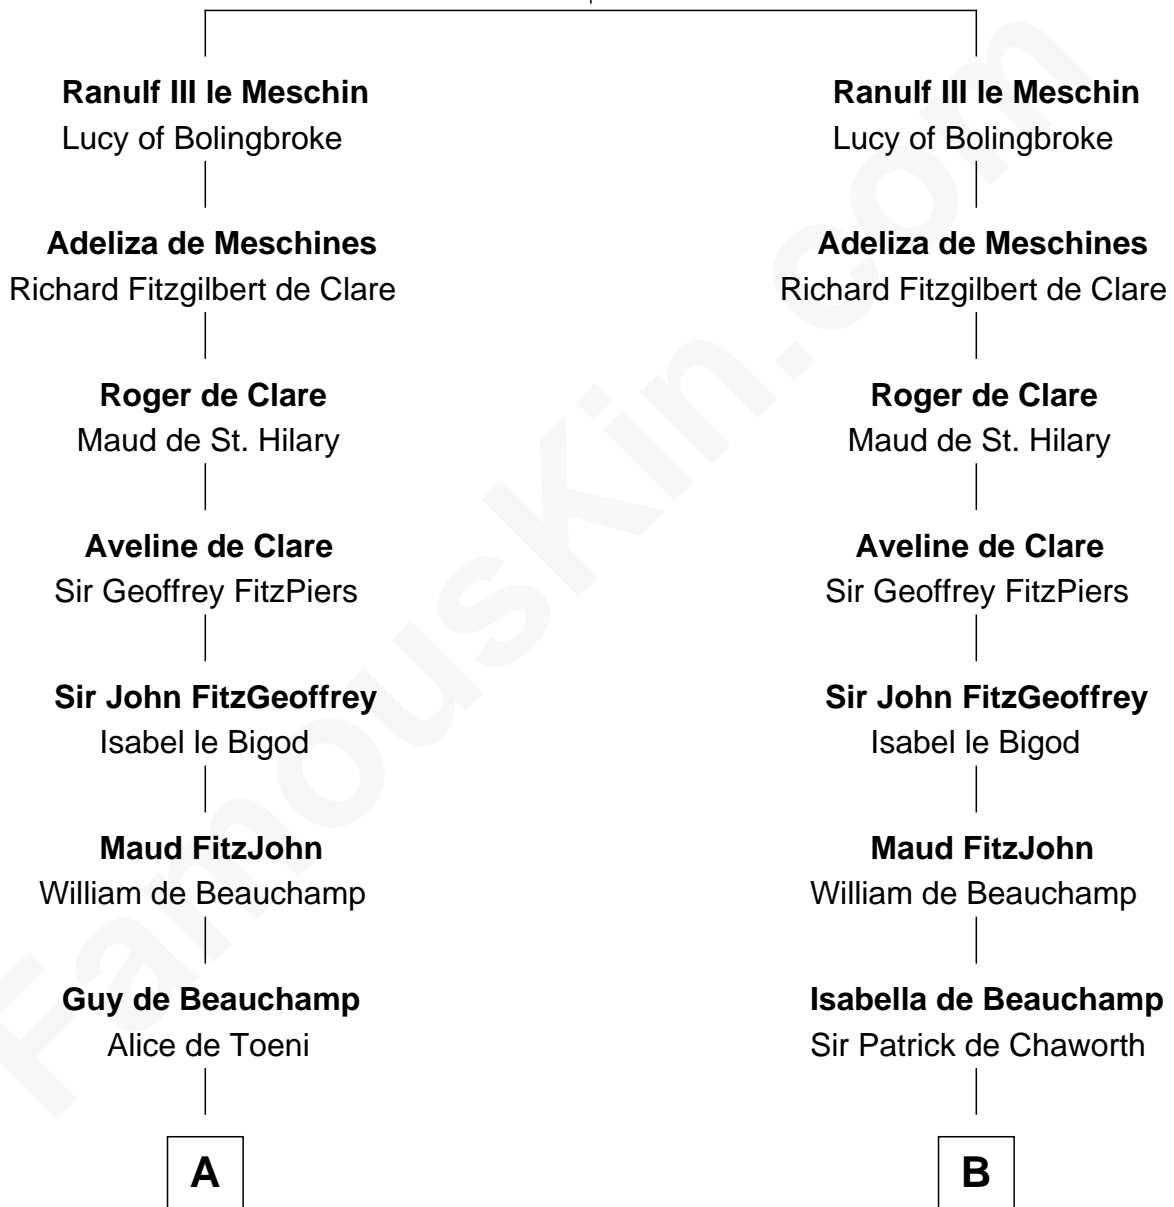 Ranulf III le Meschin
Lucy of Bolingbroke
Adeliza de Meschines
Richard Fitzgilbert de Clare
Roger de Clare
Maud de St. Hilary
Aveline de Clare
Sir Geoffrey FitzPiers
Sir John FitzGeoffrey
Isabel le Bigod
Maud FitzJohn
William de Beauchamp
Guy de Beauchamp
Alice de Toeni
A
Ranulf III le Meschin
Lucy of Bolingbroke
Adeliza de Meschines
Richard Fitzgilbert de Clare
Roger de Clare
Maud de St. Hilary
Aveline de Clare
Sir Geoffrey FitzPiers
Sir John FitzGeoffrey
Isabel le Bigod
Maud FitzJohn
William de Beauchamp
Isabella de Beauchamp
Sir Patrick de Chaworth
B
FamousKin.com